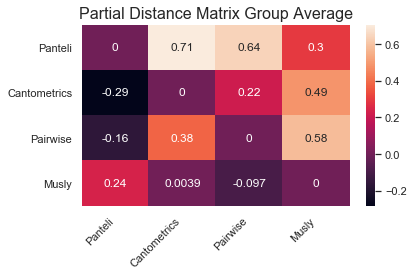 Partial Distance Matrix Group Average
Panteli 0 0.71 0.64 0.3
Cantometrics -0.29 0 0.22 0.49
Pairwise -0.16 0.38 0 0.58
Musly 0.24 0.0039 -0.097 0
Panteli Cantometrics Pairwise Musly
0.6
0.4
0.2
0.0
−0.2